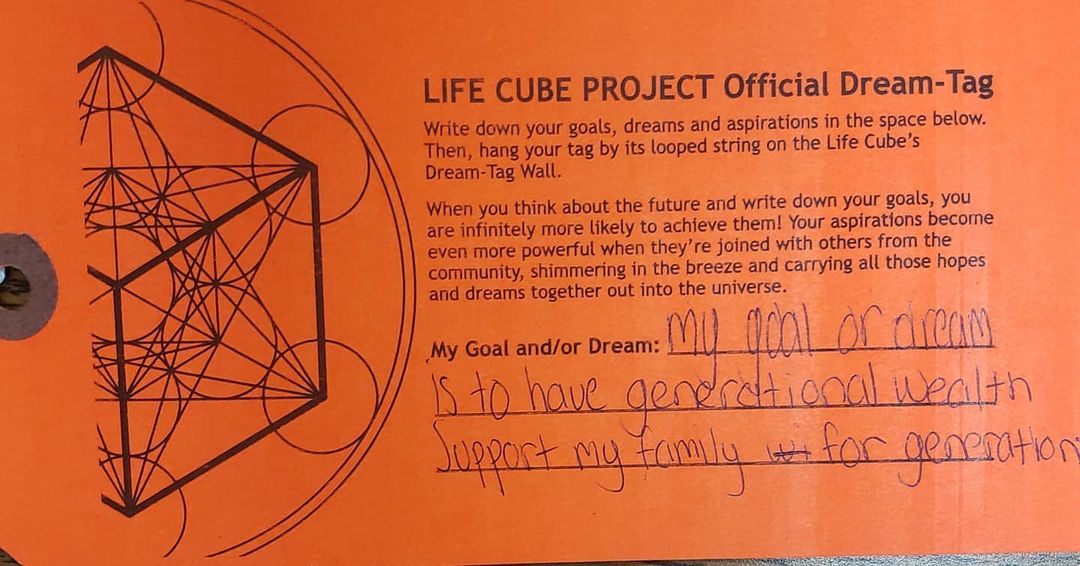 LIFE CUBE PROJECT Official Dream-Tag
Write down your goals, dreams and aspirations in the space below.
Then, hang your tag by its looped string on the Life Cube's
Dream-Tag Wall.
When you think about the future and write down your goals, you
are infinitely more likely to achieve them! Your aspirations become
even more powerful when they're joined with others from the
community, shimmering in the breeze and carrying all those hopes
and dreams together out into the universe.
My Goal and/or Dream: My goal or dream
is to have generational wealth
Support my family for generation